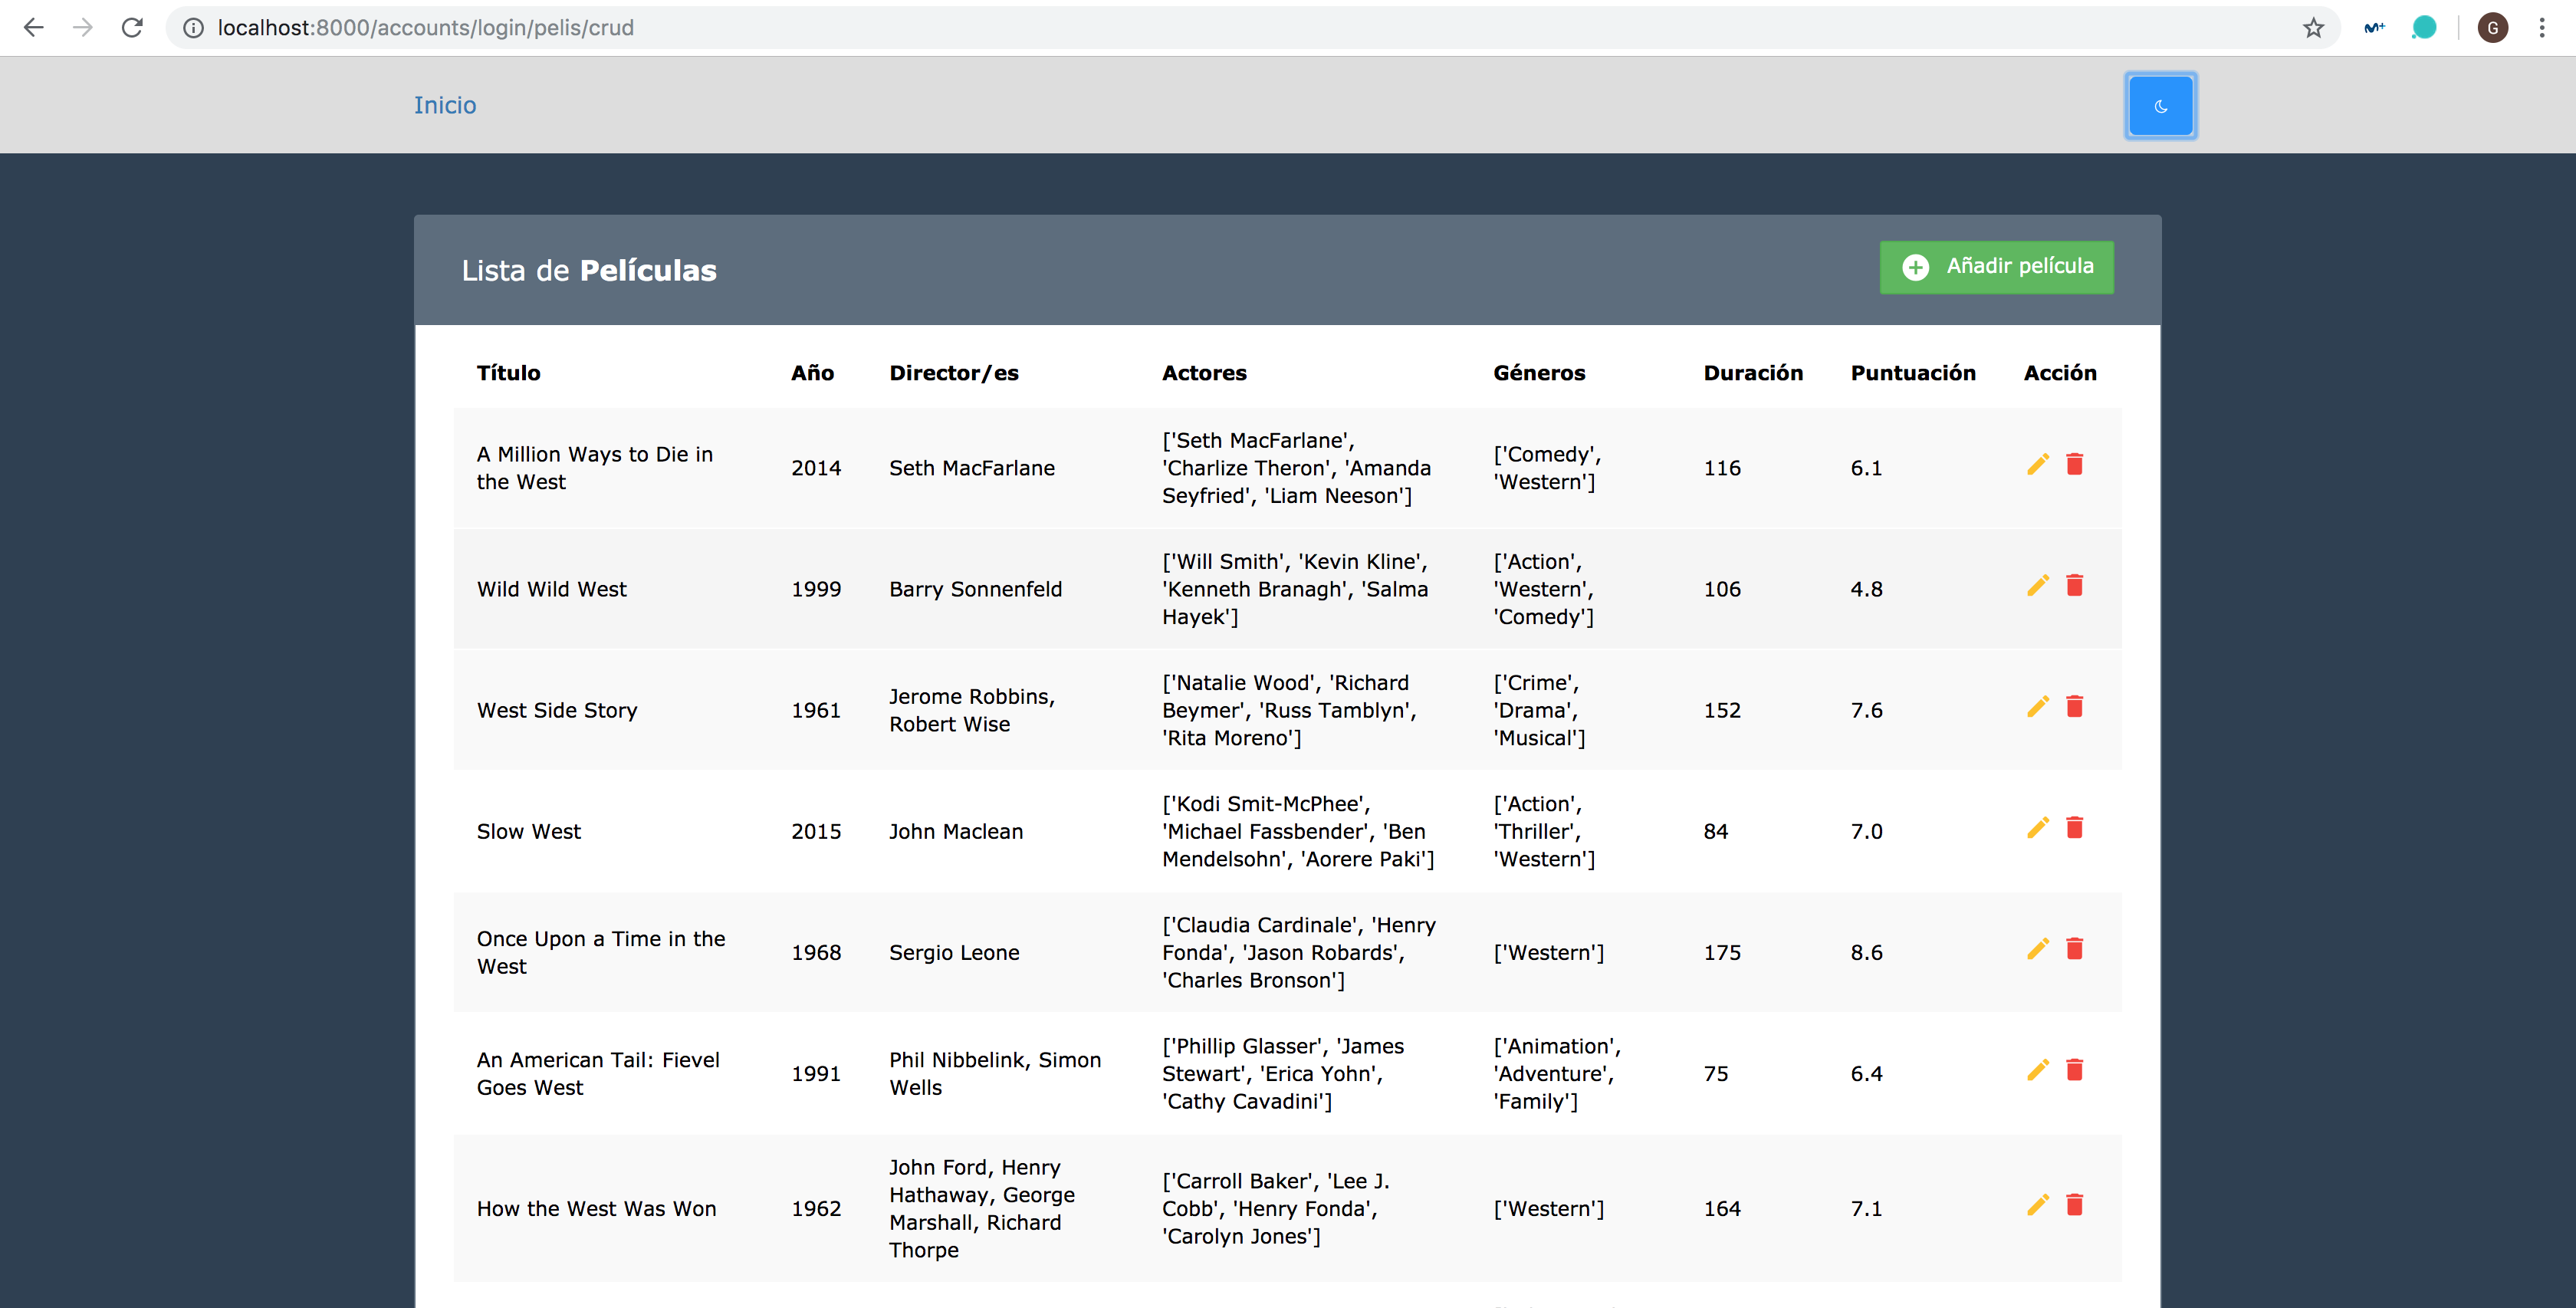 localhost:8000/accounts/login/pelis/crud
G
Inicio
Lista de Películas
Añadir película
Título Año Director/es Actores Géneros Duración Puntuación Acción
A Million Ways to Die in
the West
2014
Seth MacFarlane
['Seth MacFarlane',
'Charlize Theron', 'Amanda
Seyfried', 'Liam Neeson']
['Comedy',
'Western']
116
6.1
Wild Wild West
1999
Barry Sonnenfeld
['Will Smith', 'Kevin Kline',
'Kenneth Branagh', 'Salma
Hayek']
['Action',
'Western',
'Comedy']
106
4.8
West Side Story
1961
Jerome Robbins,
Robert Wise
['Natalie Wood', 'Richard
Beymer', 'Russ Tamblyn',
'Rita Moreno']
['Crime',
'Drama',
'Musical']
152
7.6
Slow West
2015
John Maclean
['Kodi Smit-McPhee',
'Michael Fassbender', 'Ben
Mendelsohn', 'Aorere Paki']
['Action',
'Thriller',
'Western']
84
7.0
Once Upon a Time in the
West
1968
Sergio Leone
['Claudia Cardinale', 'Henry
Fonda', 'Jason Robards',
'Charles Bronson']
['Western']
175
8.6
An American Tail: Fievel
Goes West
1991
Phil Nibbelink, Simon
Wells
['Phillip Glasser', 'James
Stewart', 'Erica Yohn',
'Cathy Cavadini']
['Animation',
'Adventure',
'Family']
75
6.4
How the West Was Won
1962
John Ford, Henry
Hathaway, George
Marshall, Richard
Thorpe
['Carroll Baker', 'Lee J.
Cobb', 'Henry Fonda',
'Carolyn Jones']
['Western']
164
7.1